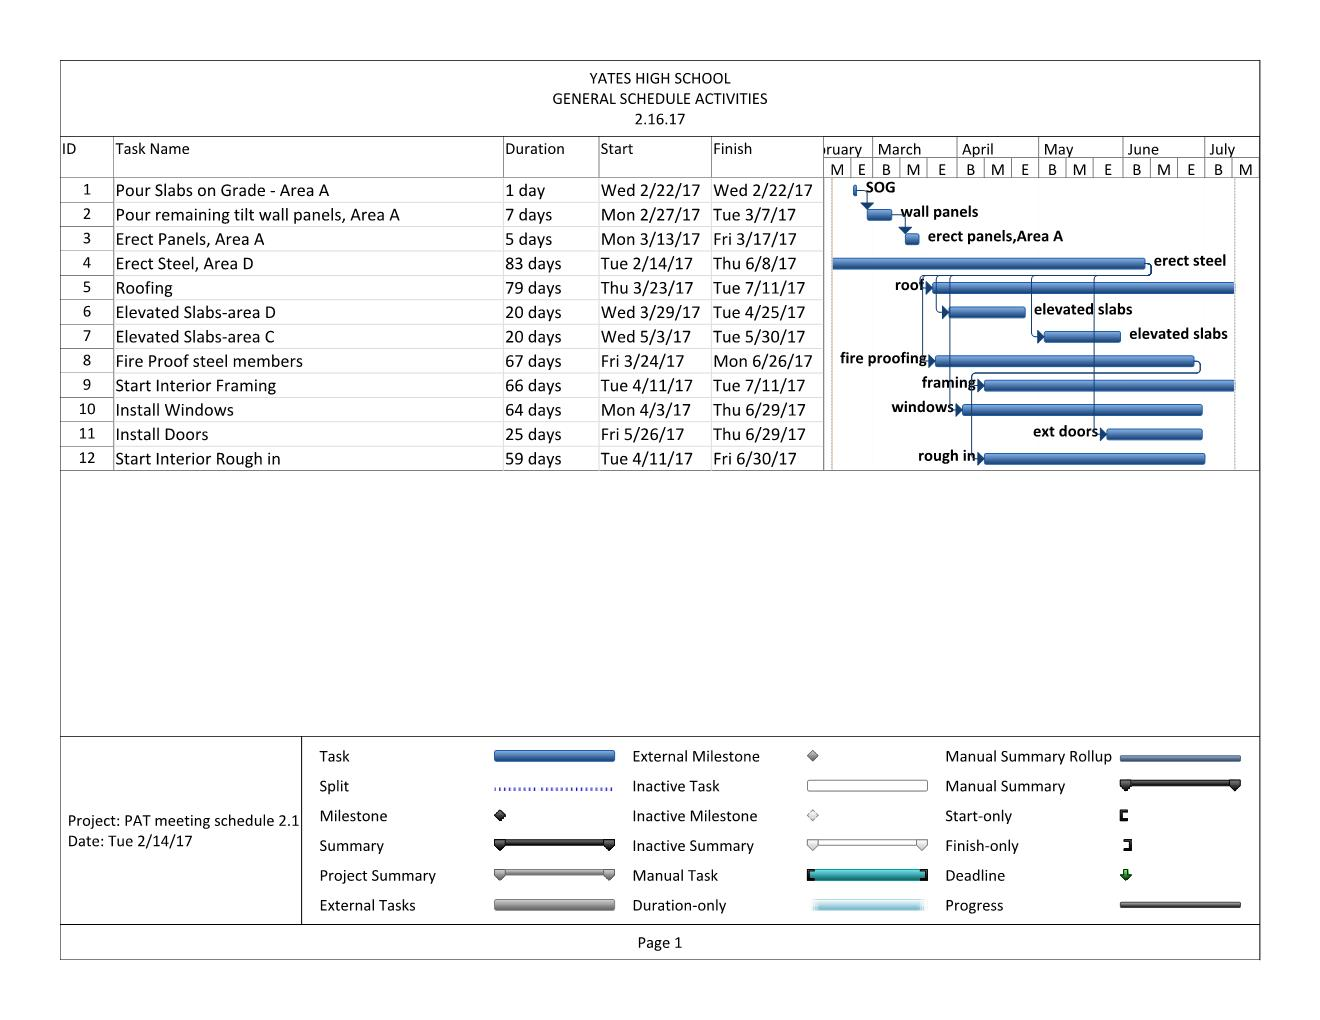 YATES HIGH SCHOOL
GENERAL SCHEDULE ACTIVITIES
2.16.17
ID Task Name Duration Start Finish ruary March April May June July
M E B M E B M E B M E B M E B M
1 Pour Slabs on Grade - Area A 1 day Wed 2/22/17 Wed 2/22/17 SOG
2 Pour remaining tilt wall panels, Area A 7 days Mon 2/27/17 Tue 3/7/17 wall panels
3 Erect Panels, Area A 5 days Mon 3/13/17 Fri 3/17/17 erect panels,Area A
4 Erect Steel, Area D 83 days Tue 2/14/17 Thu 6/8/17 erect steel
5 Roofing 79 days Thu 3/23/17 Tue 7/11/17 roof
6 Elevated Slabs-area D 20 days Wed 3/29/17 Tue 4/25/17 elevated slabs
7 Elevated Slabs-area C 20 days Wed 5/3/17 Tue 5/30/17 elevated slabs
8 Fire Proof steel members 67 days Fri 3/24/17 Mon 6/26/17 fire proofing
9 Start Interior Framing 66 days Tue 4/11/17 Tue 7/11/17 framing
10 Install Windows 64 days Mon 4/3/17 Thu 6/29/17 windows
11 Install Doors 25 days Fri 5/26/17 Thu 6/29/17 ext doors
12 Start Interior Rough in 59 days Tue 4/11/17 Fri 6/30/17 rough in
Project: PAT meeting schedule 2.1
Date: Tue 2/14/17
Task External Milestone Manual Summary Rollup
Split Inactive Task Manual Summary
Milestone Inactive Milestone Start-only
Summary Inactive Summary Finish-only
Project Summary Manual Task Deadline
External Tasks Duration-only Progress
Page 1